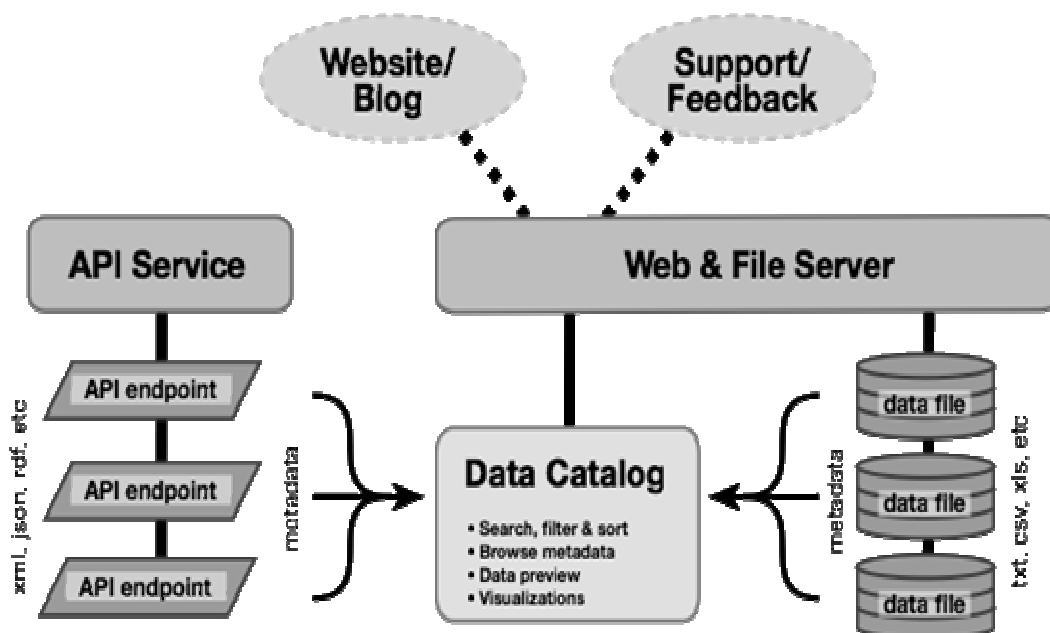 Website/
Blog
Support/
Feedback
API Service
Web & File Server
API endpoint
API endpoint
API endpoint
xml, json, rdf, etc
metadata
Data Catalog
• Search, filter & sort
• Browse metadata
• Data preview
• Visualizations
metadata
data file
data file
data file
txt, csv, xls, etc